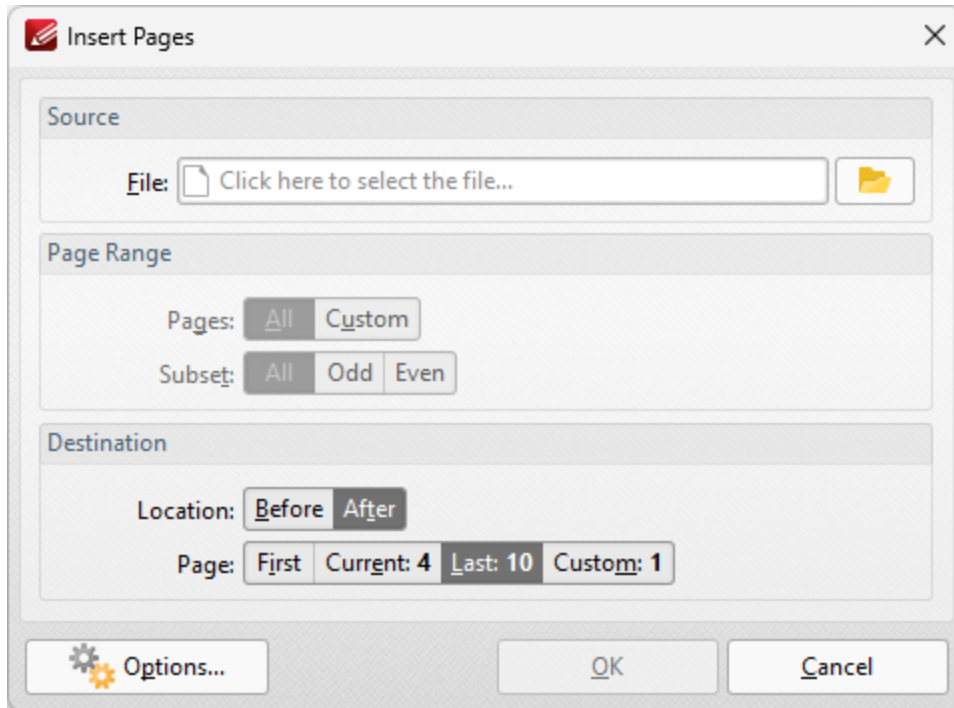 Insert Pages
Source
File: Click here to select the file...
Page Range
Pages: All Custom
Subset: All Odd Even
Destination
Location: Before After
Page: First Current: 4 Last: 10 Custom: 1
Options... OK Cancel